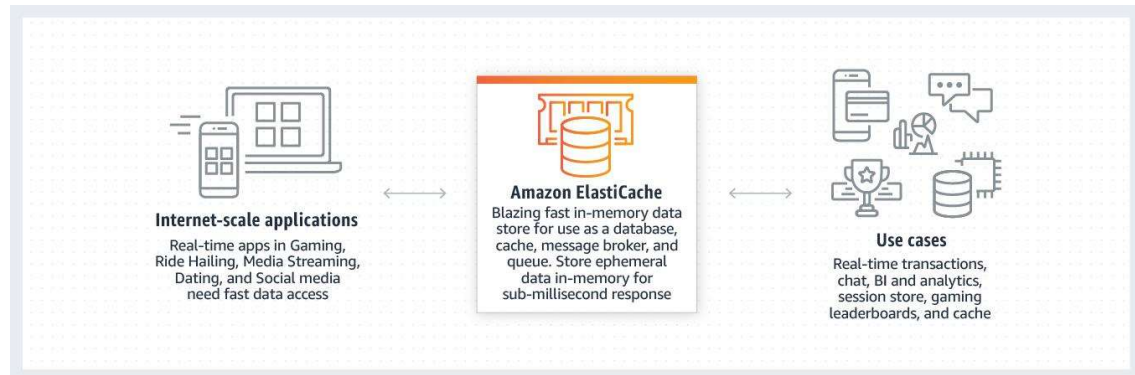 Internet-scale applications
Real-time apps in Gaming,
Ride Hailing, Media Streaming,
Dating, and Social media
need fast data access
Amazon ElastiCache
Blazing fast in-memory data
store for use as a database,
cache, message broker, and
queue. Store ephemeral
data in-memory for
sub-millisecond response
Use cases
Real-time transactions,
chat, BI and analytics,
session store, gaming
leaderboards, and cache